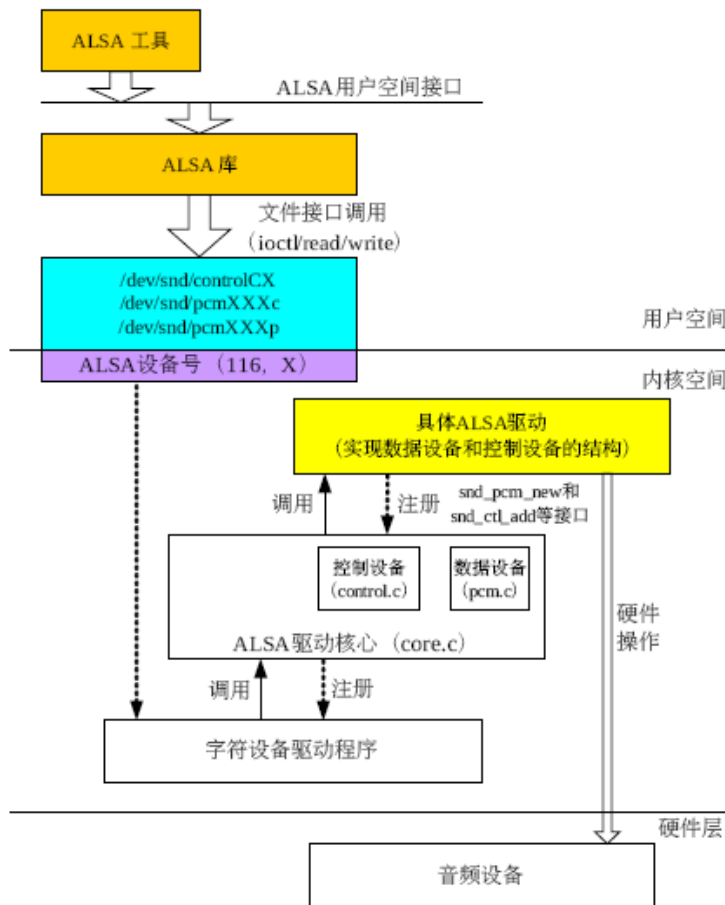 ALSA 工具
ALSA用户空间接口
ALSA 库
文件接口调用
（ioctl/read/write）
/dev/snd/controlCX
/dev/snd/pcmXXXc
/dev/snd/pcmXXXp
用户空间
ALSA设备号（116，X）
内核空间
具体ALSA驱动
（实现数据设备和控制设备的结构）
调用
注册
snd_pcm_new和
snd_ctl_add等接口
控制设备
（control.c）
数据设备
（pcm.c）
硬件
操作
ALSA驱动核心（core.c）
调用
注册
字符设备驱动程序
硬件层
音频设备